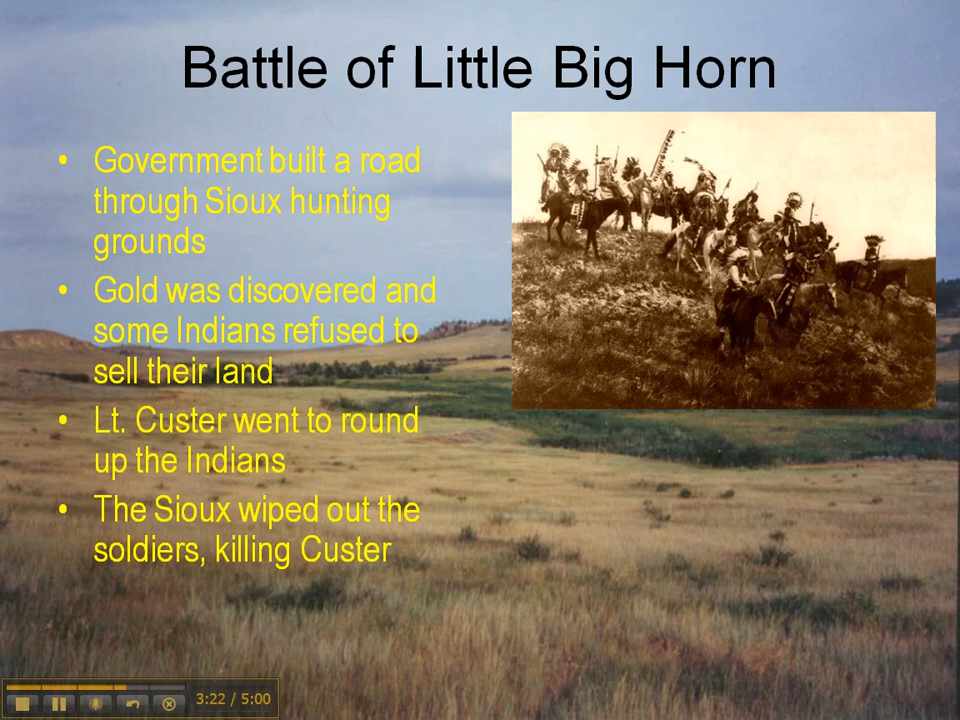 Battle of Little Big Horn
• Government built a road
through Sioux hunting
grounds
• Gold was discovered and
some Indians refused to
sell their land
• Lt. Custer went to round
up the Indians
• The Sioux wiped out the
soldiers, killing Custer
3:22 / 5:00